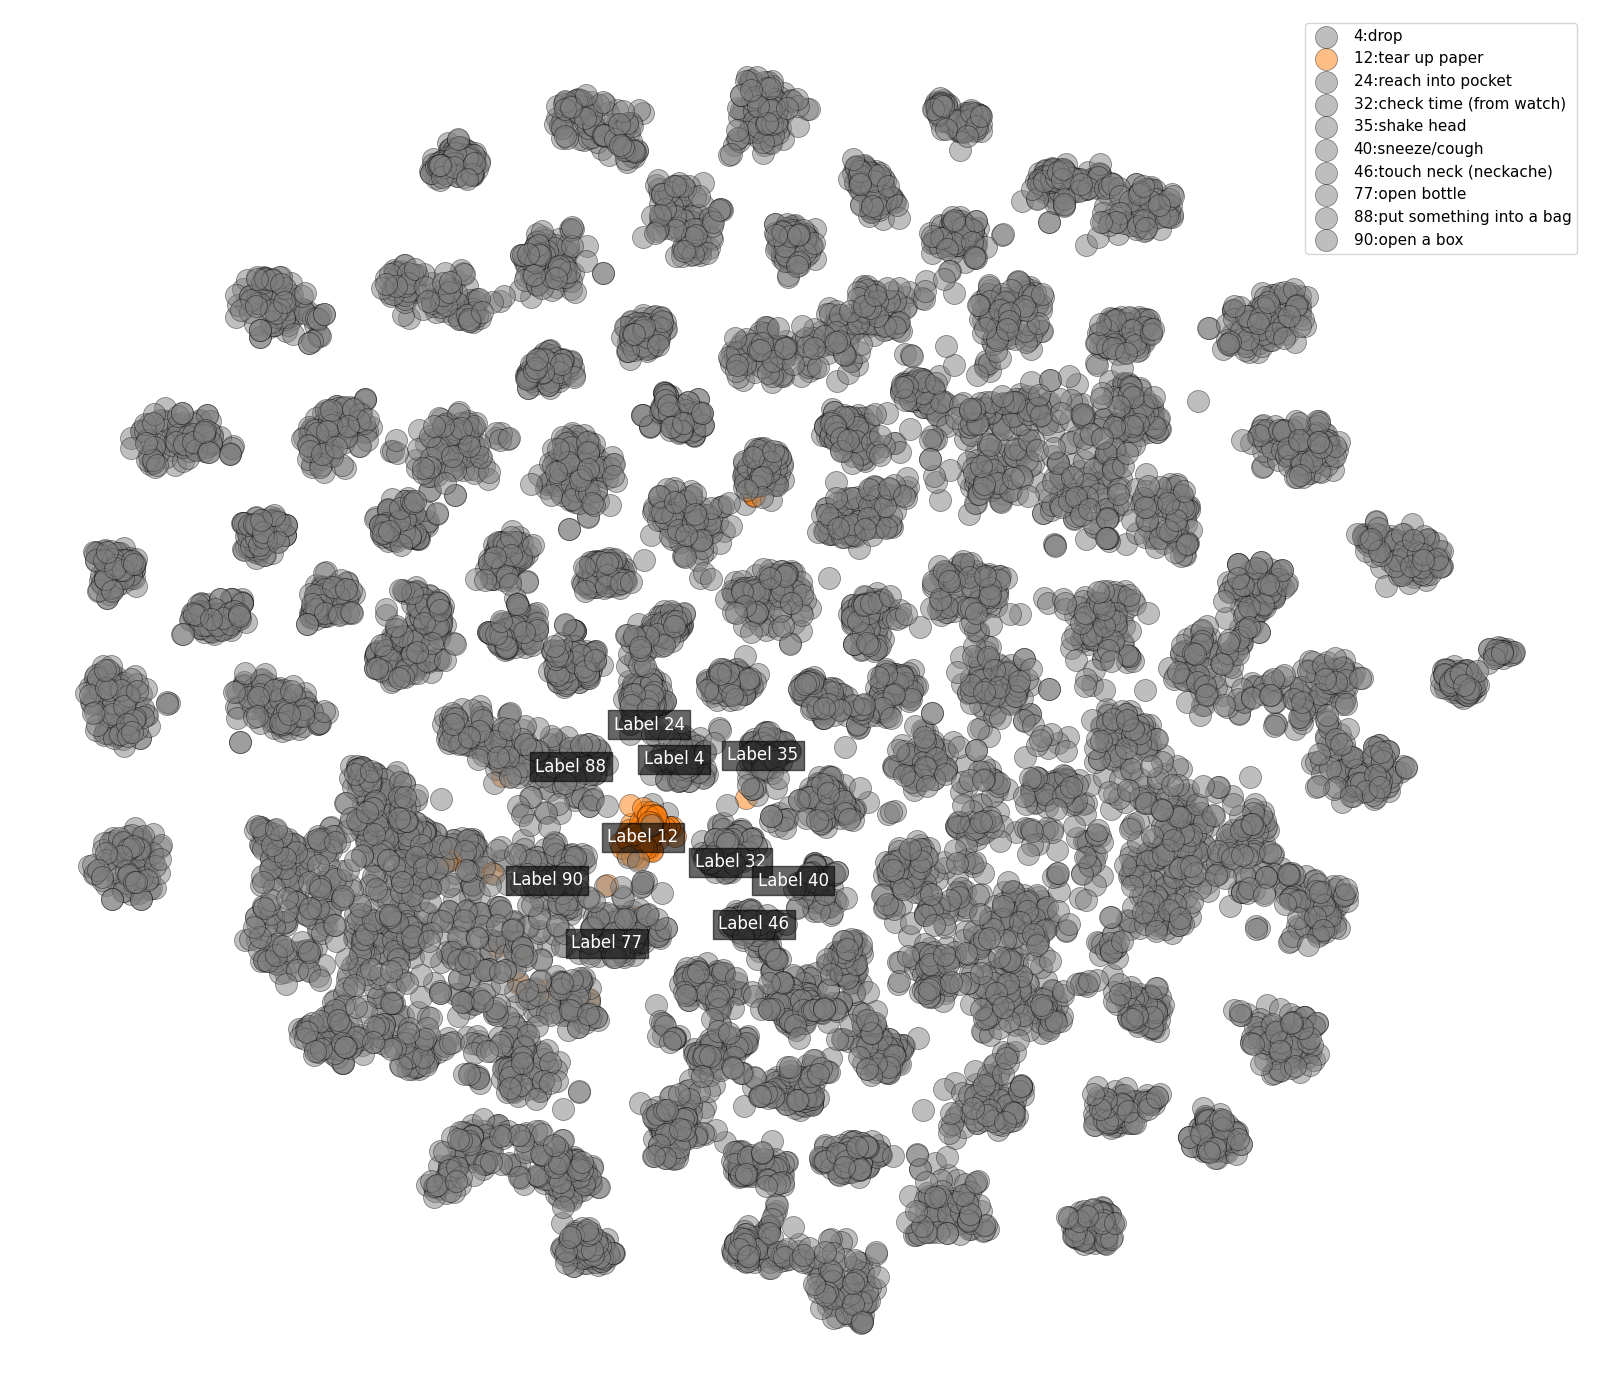 4:drop
12:tear up paper
24:reach into pocket
32:check time (from watch)
35:shake head
40:sneeze/cough
46:touch neck (neckache)
77:open bottle
88:put something into a bag
90:open a box
Label 24
Label 4
Label 35
Label 88
Label 12
Label 32
Label 90
Label 40
Label 46
Label 77